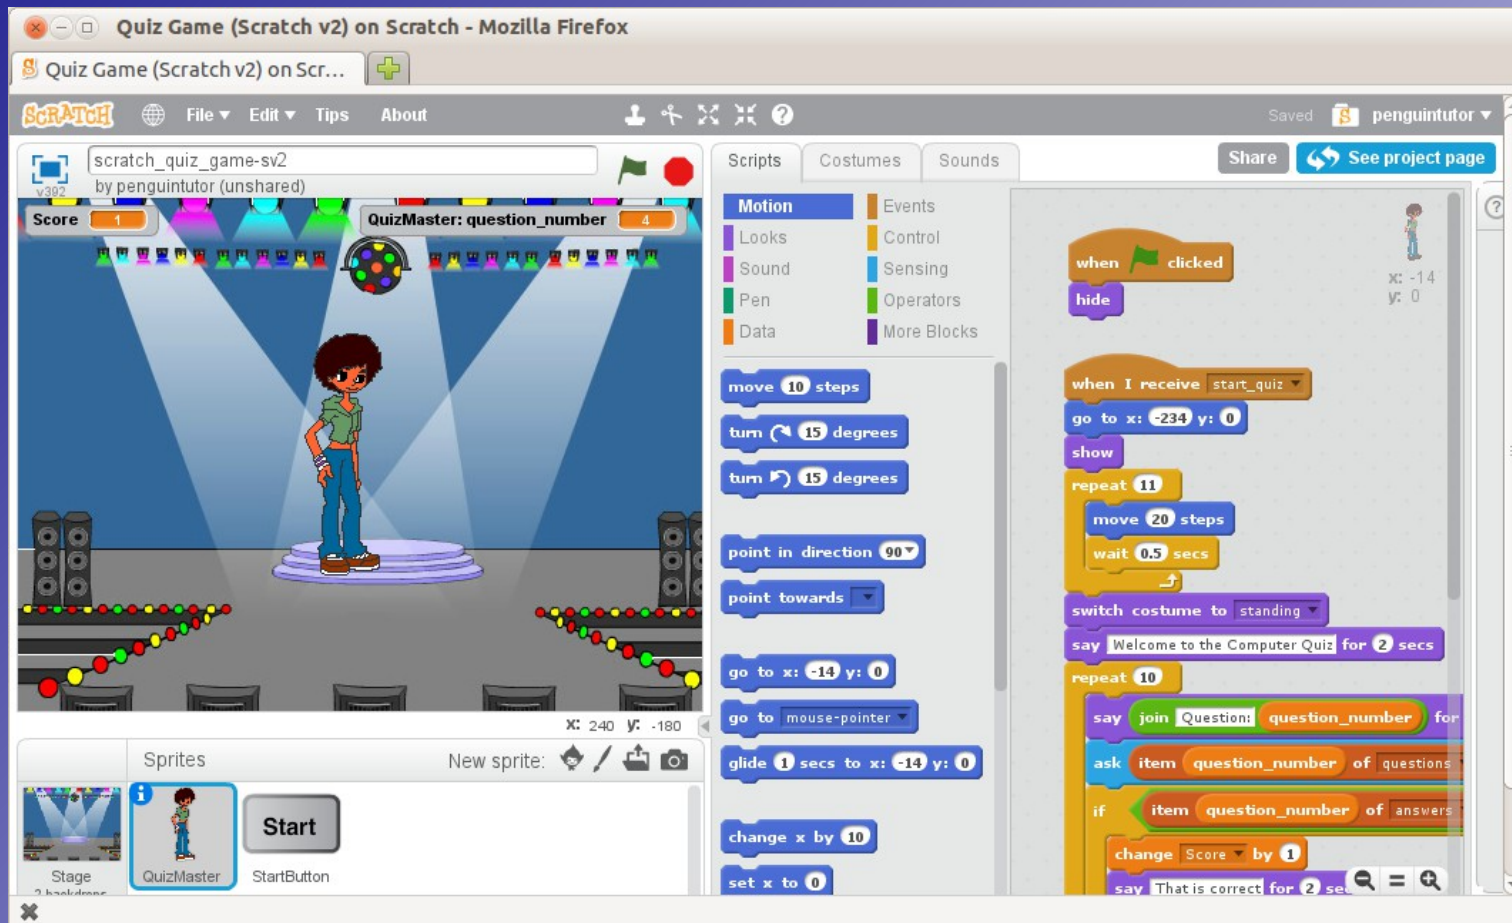 Quiz Game (Scratch v2) on Scratch - Mozilla Firefox
Quiz Game (Scratch v2) on Scr...
SCRATCH File Edit Tips About Saved penguintutor
v392
scratch_quiz_game-sv2
by penguintutor (unshared)
Score 1 QuizMaster: question_number 4
x: 240 y: -180
Sprites New sprite:
Stage
2 backdrops
QuizMaster
Start
StartButton
Scripts Costumes Sounds
Share See project page
Motion Events
Looks Control
Sound Sensing
Pen Operators
Data More Blocks
move 10 steps
turn 15 degrees
turn 15 degrees
point in direction 90
point towards
go to x: -14 y: 0
go to mouse-pointer
glide 1 secs to x: -14 y: 0
change x by 10
set x to 0
x: -14
y: 0
when clicked
hide
when I receive start_quiz
go to x: -234 y: 0
show
repeat 11
move 20 steps
wait 0.5 secs
switch costume to standing
say Welcome to the Computer Quiz for 2 secs
repeat 10
say join Question: question_number for
ask item question_number of questions
if item question_number of answers
change Score by 1
say That is correct for 2 se